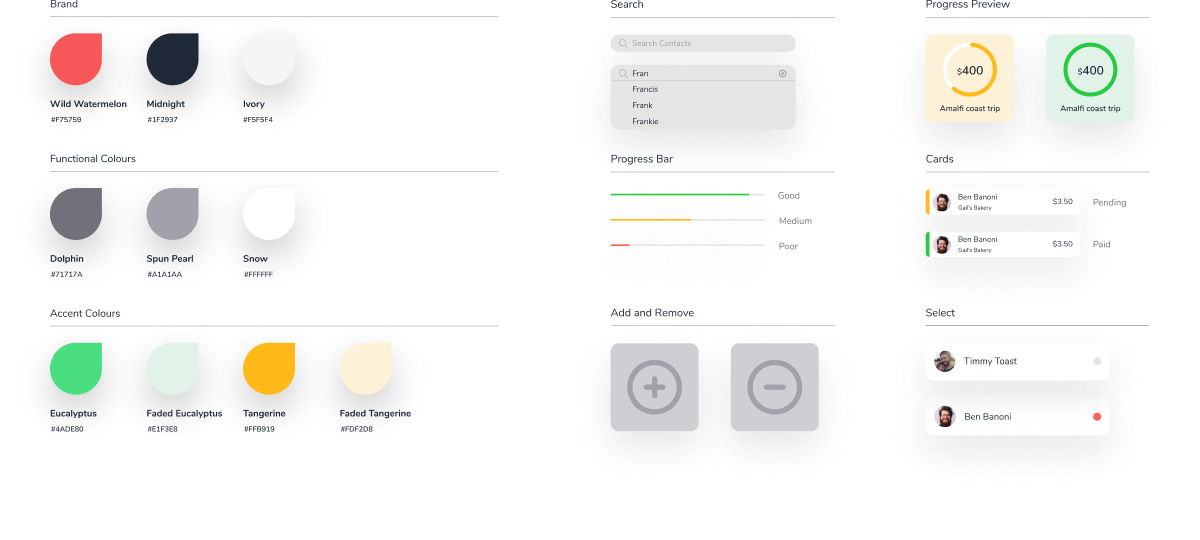 Brand
Wild Watermelon
#F75759
Midnight
#1F2937
Ivory
#F5F5F4
Functional Colours
Dolphin
#71717A
Spun Pearl
#A1A1AA
Snow
#FFFFFF
Accent Colours
Eucalyptus
#4ADE80
Faded Eucalyptus
#E1F3E8
Tangerine
#FFB919
Faded Tangerine
#FDF2D8
Search
Search Contacts
Fran
Francis
Frank
Frankie
Progress Bar
Good
Medium
Poor
Add and Remove
Progress Preview
$400
Amalfi coast trip
$400
Amalfi coast trip
Cards
Ben Banoni
Gail's Bakery
$3.50
Pending
Ben Banoni
Gail's Bakery
$3.50
Paid
Select
Timmy Toast
Ben Banoni